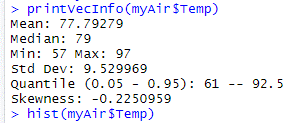 > printVecInfo(myAir$Temp)
Mean: 77.79279
Median: 79
Min: 57 Max: 97
Std Dev: 9.529969
Quantile (0.05 - 0.95): 61 -- 92.5
Skewness: -0.2250959
> hist(myAir$Temp)